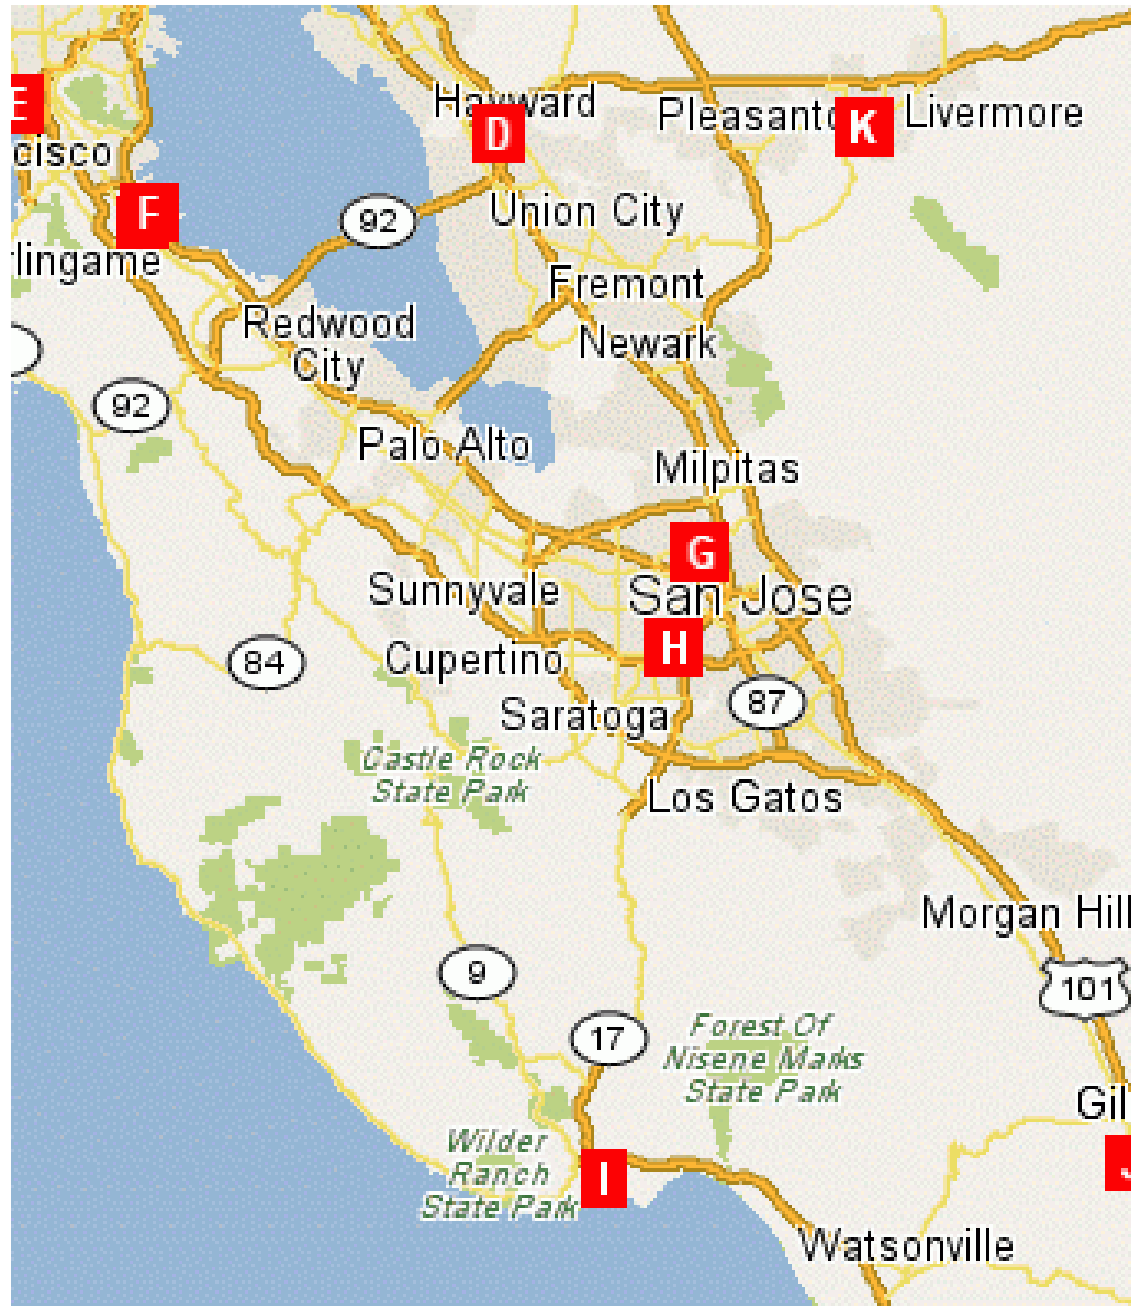 E
Hayward
Pleasanto
K
Livermore
D
cisco
F
92
Union City
rlingame
Fremont
Redwood
City
Newark
92
Palo Alto
Milpitas
G
Sunnyvale
San Jose
H
84
Cupertino
87
Saratoga
Castle Rock
State Park
Los Gatos
Morgan Hill
9
101
17
Forest Of
Nisene Marks
State Park
Gil
Wilder
Ranch
State Park
I
J
Watsonville